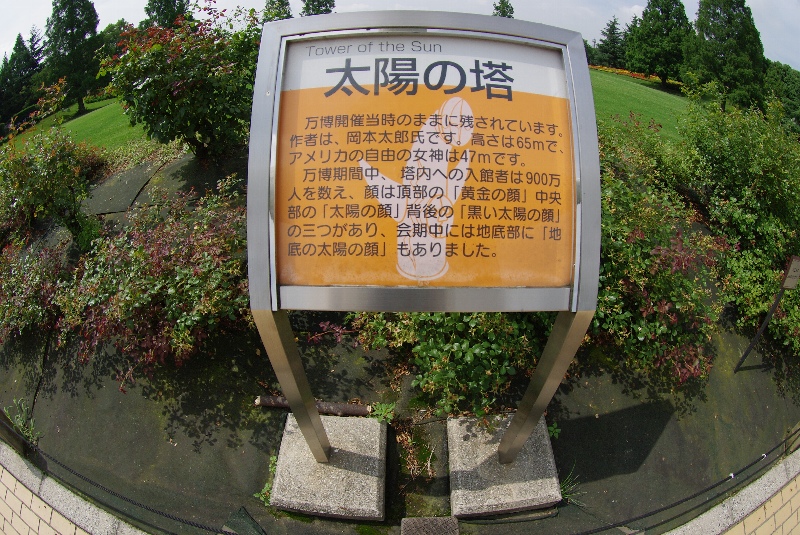 Tower of the Sun
太陽の塔
万博開催当時のままに残されています。
作者は、岡本太郎氏です。高さは65mで、
アメリカの自由の女神は47mです。
万博期間中、塔内への入館者は900万
人を数え、顔は頂部の「黄金の顔」中央
部の「太陽の顔」背後の「黒い太陽の顔」
の三つがあり、会期中には地底部に「地
底の太陽の顔」もありました。